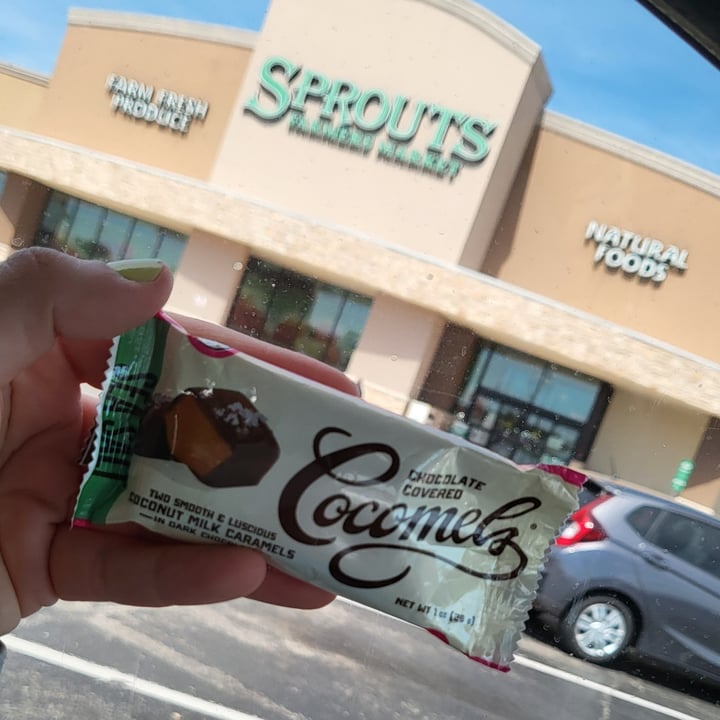 FARM FRESH
PRODUCE
SPROUTS
FARMERS MARKET
NATURAL
FOODS
CHOCOLATE
COVERED
Cocomels
TWO SMOOTH & LUSCIOUS
COCONUT MILK CARAMELS
IN DARK CHOCOLATE
NET WT 1 oz (28 g)